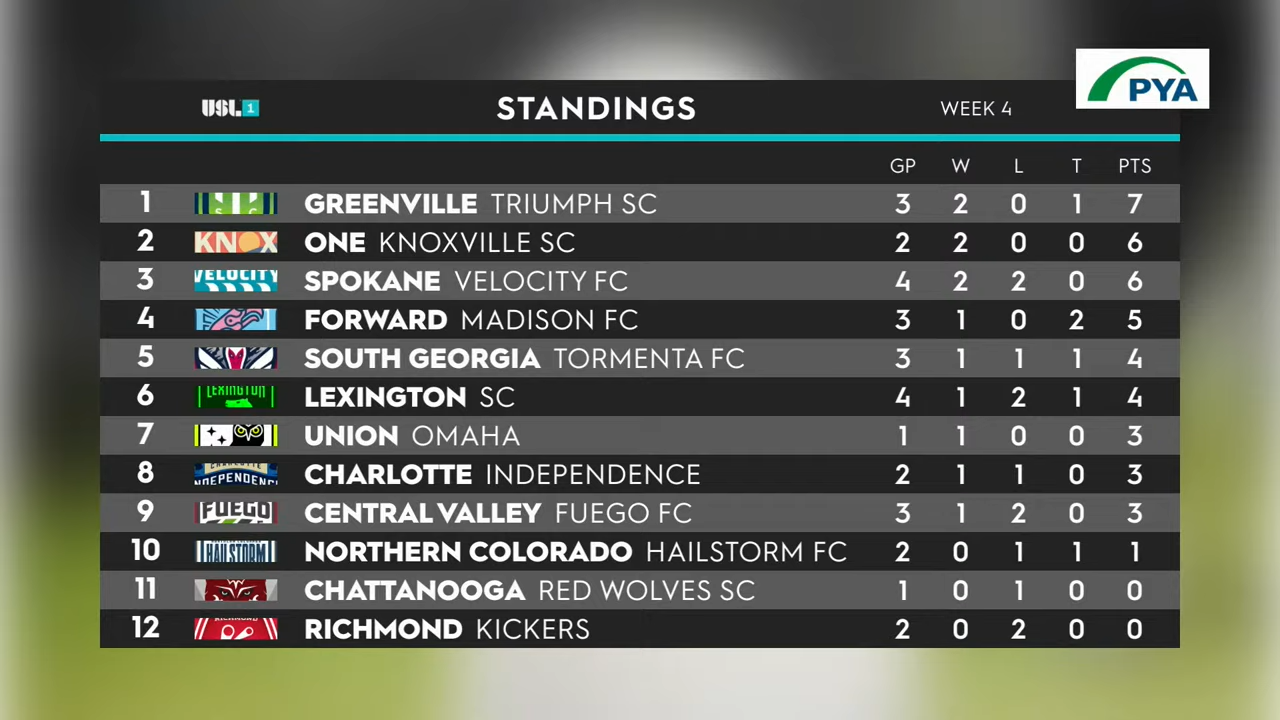 PYA
USL 1 STANDINGS WEEK 4
GP W L T PTS
1 GREENVILLE TRIUMPH SC 3 2 0 1 7
2 KNOX ONE KNOXVILLE SC 2 2 0 0 6
3 VELOCITY SPOKANE VELOCITY FC 4 2 2 0 6
4 FORWARD MADISON FC 3 1 0 2 5
5 SOUTH GEORGIA TORMENTA FC 3 1 1 1 4
6 LEXINGTON LEXINGTON SC 4 1 2 1 4
7 UNION OMAHA 1 1 0 0 3
8 CHARLOTTE INDEPENDENCE 2 1 1 0 3
9 FUEGO CENTRAL VALLEY FUEGO FC 3 1 2 0 3
10 HAILSTORM NORTHERN COLORADO HAILSTORM FC 2 0 1 1 1
11 CHATTANOOGA RED WOLVES SC 1 0 1 0 0
12 RICHMOND KICKERS 2 0 2 0 0